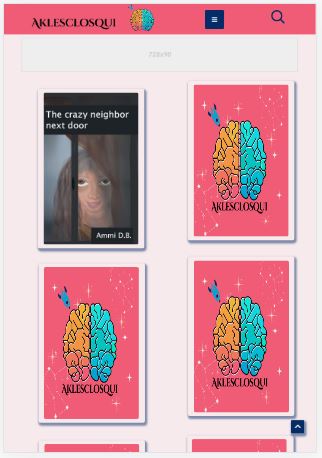 AKLESCLOSQUI
728x90
The crazy neighbor
next door
Ammi D.B.
AKLESCLOSQUI
AKLESCLOSQUI
AKLESCLOSQUI